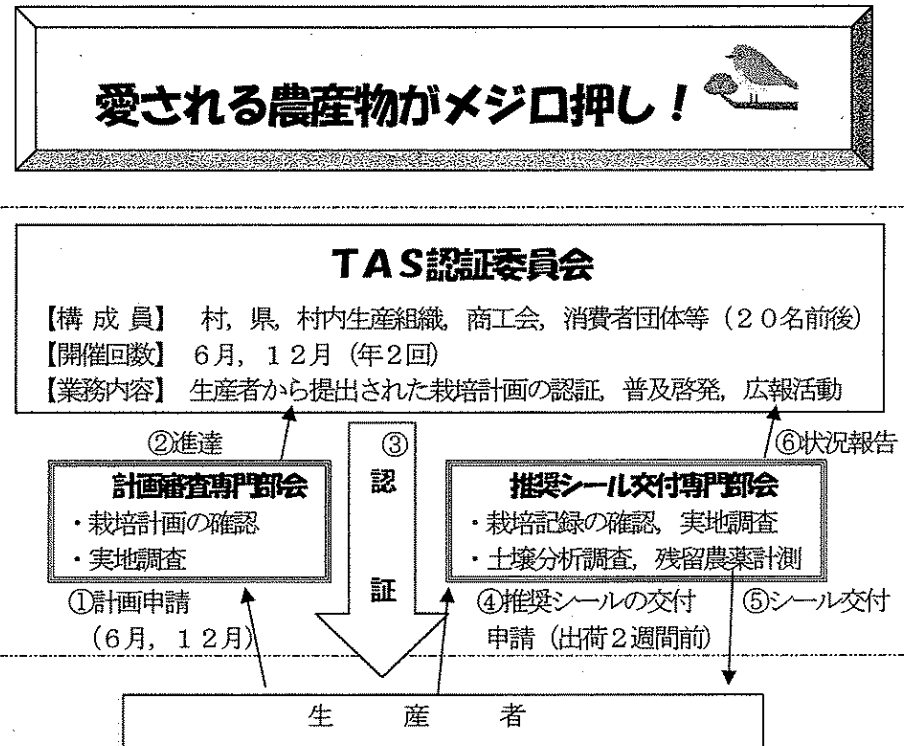 愛される農産物がメジロ押し！
ＴＡＳ認証委員会
【構 成 員】　村，県，村内生産組織，商工会，消費者団体等（２０名前後）
【開催回数】　６月，１２月（年２回）
【業務内容】　生産者から提出された栽培計画の認証，普及啓発，広報活動
②進達
③
認
証
⑥状況報告
計画審査専門部会
・栽培計画の確認
・実地調査
推奨シール交付専門部会
・栽培記録の確認，実地調査
・土壌分析調査，残留農薬計測
①計画申請
（６月，１２月）
④推奨シールの交付
申請（出荷２週間前）
⑤シール交付
生　産　者